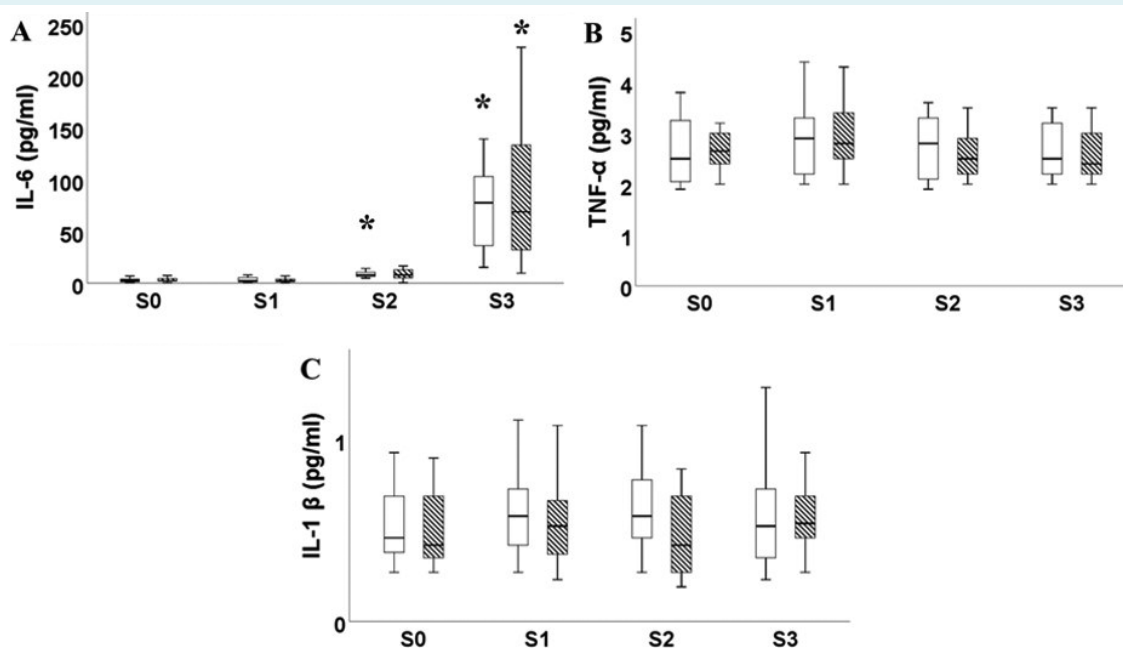 A
IL-6 (pg/ml)
250
200
150
100
50
0
*
*
*
S0 S1 S2 S3
B
TNF-α (pg/ml)
5
4
3
2
1
0
S0 S1 S2 S3
C
IL-1 β (pg/ml)
1
0
S0 S1 S2 S3